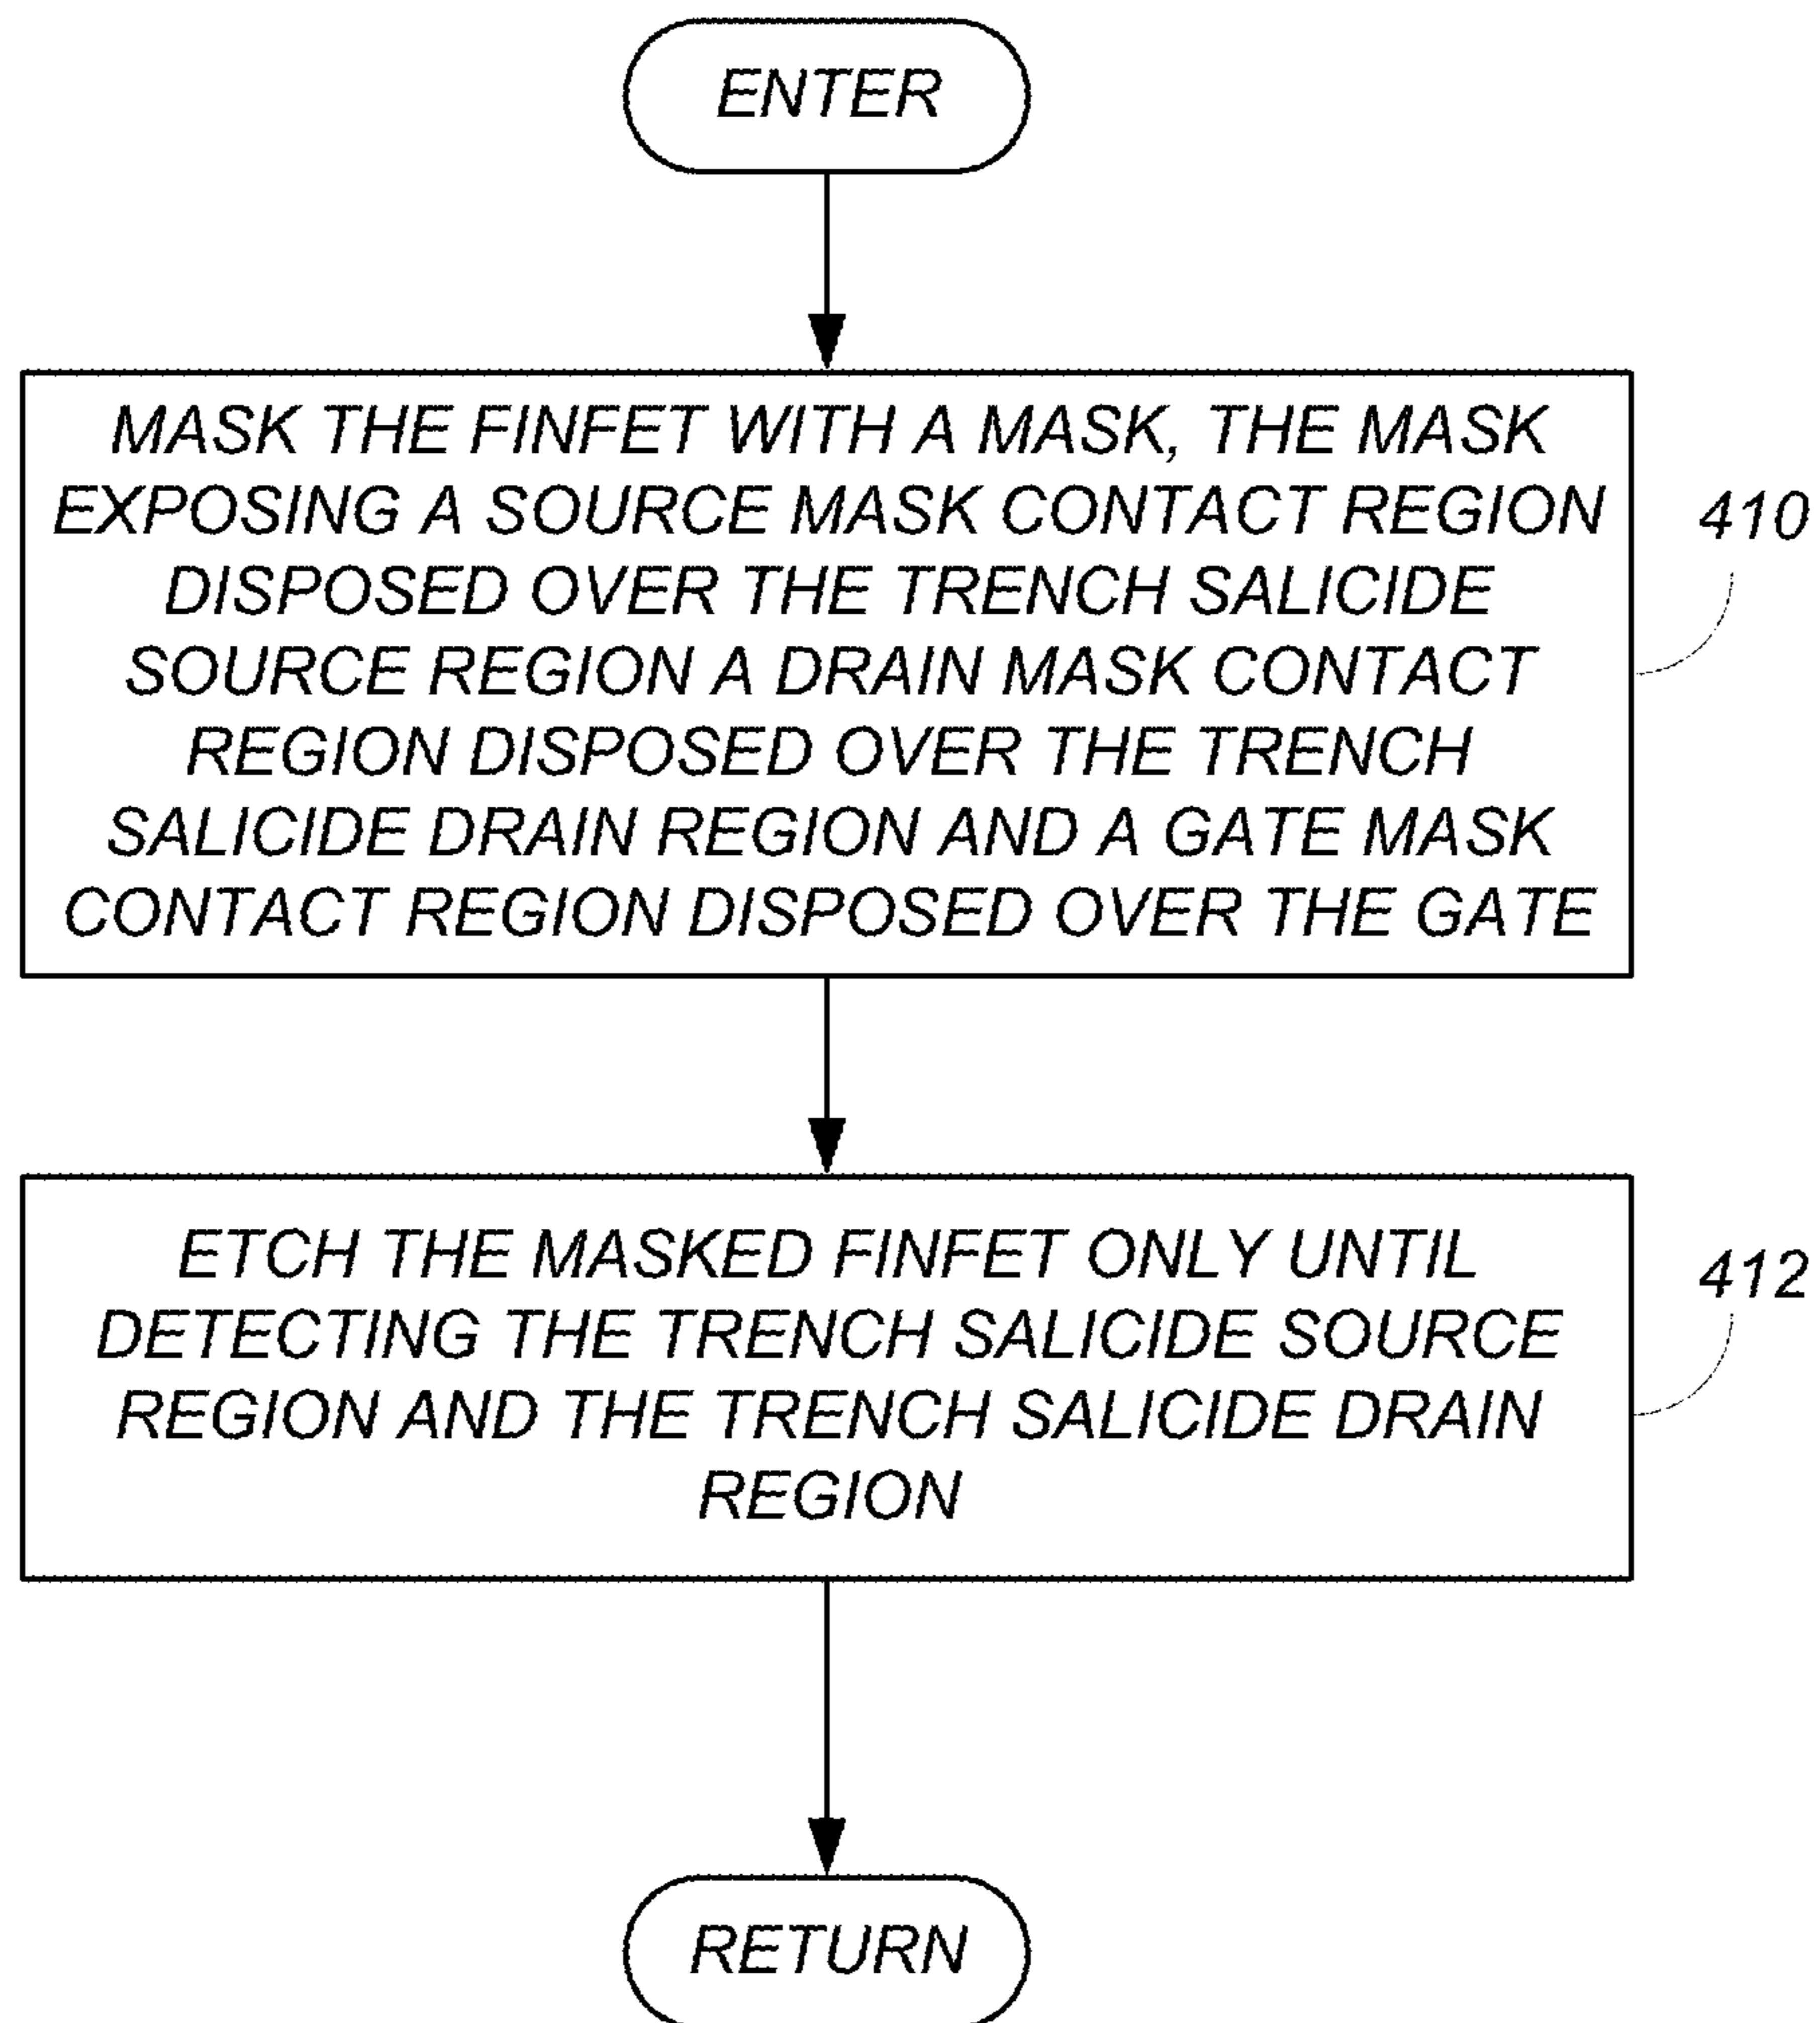 ENTER
MASK THE FINFET WITH A MASK, THE MASK
EXPOSING A SOURCE MASK CONTACT REGION
DISPOSED OVER THE TRENCH SALICIDE
SOURCE REGION A DRAIN MASK CONTACT
REGION DISPOSED OVER THE TRENCH
SALICIDE DRAIN REGION AND A GATE MASK
CONTACT REGION DISPOSED OVER THE GATE
410
ETCH THE MASKED FINFET ONLY UNTIL
DETECTING THE TRENCH SALICIDE SOURCE
REGION AND THE TRENCH SALICIDE DRAIN
REGION
412
RETURN